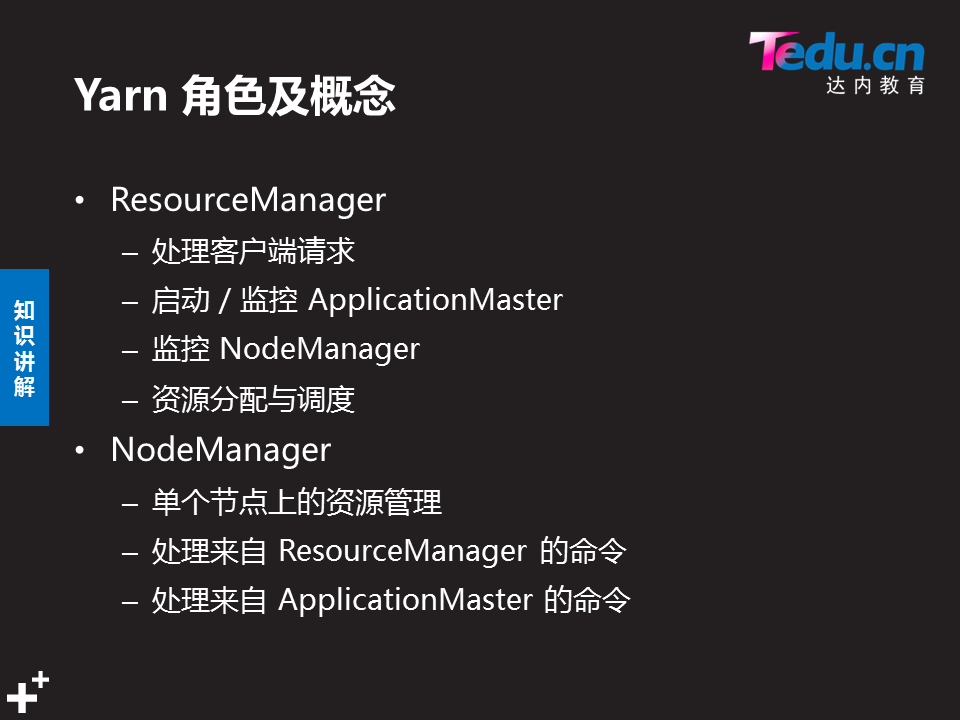 Tedu.cn
达内教育
Yarn 角色及概念
• ResourceManager
– 处理客户端请求
– 启动 / 监控 ApplicationMaster
– 监控 NodeManager
– 资源分配与调度
• NodeManager
– 单个节点上的资源管理
– 处理来自 ResourceManager 的命令
– 处理来自 ApplicationMaster 的命令
知识讲解